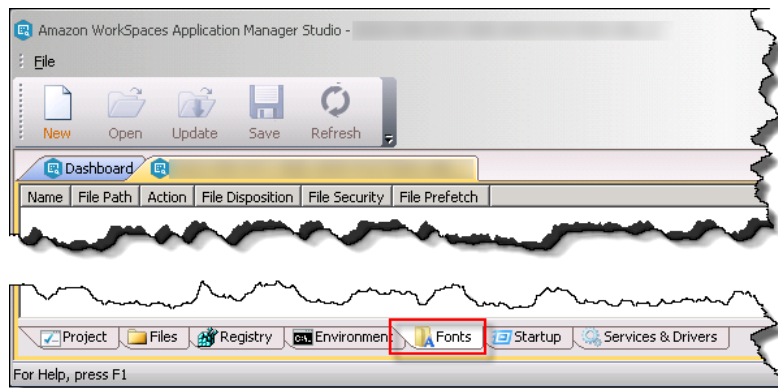 Amazon WorkSpaces Application Manager Studio -
File
New Open Update Save Refresh
Dashboard
Name File Path Action File Disposition File Security File Prefetch
Project Files Registry Environment Fonts Startup Services & Drivers
For Help, press F1